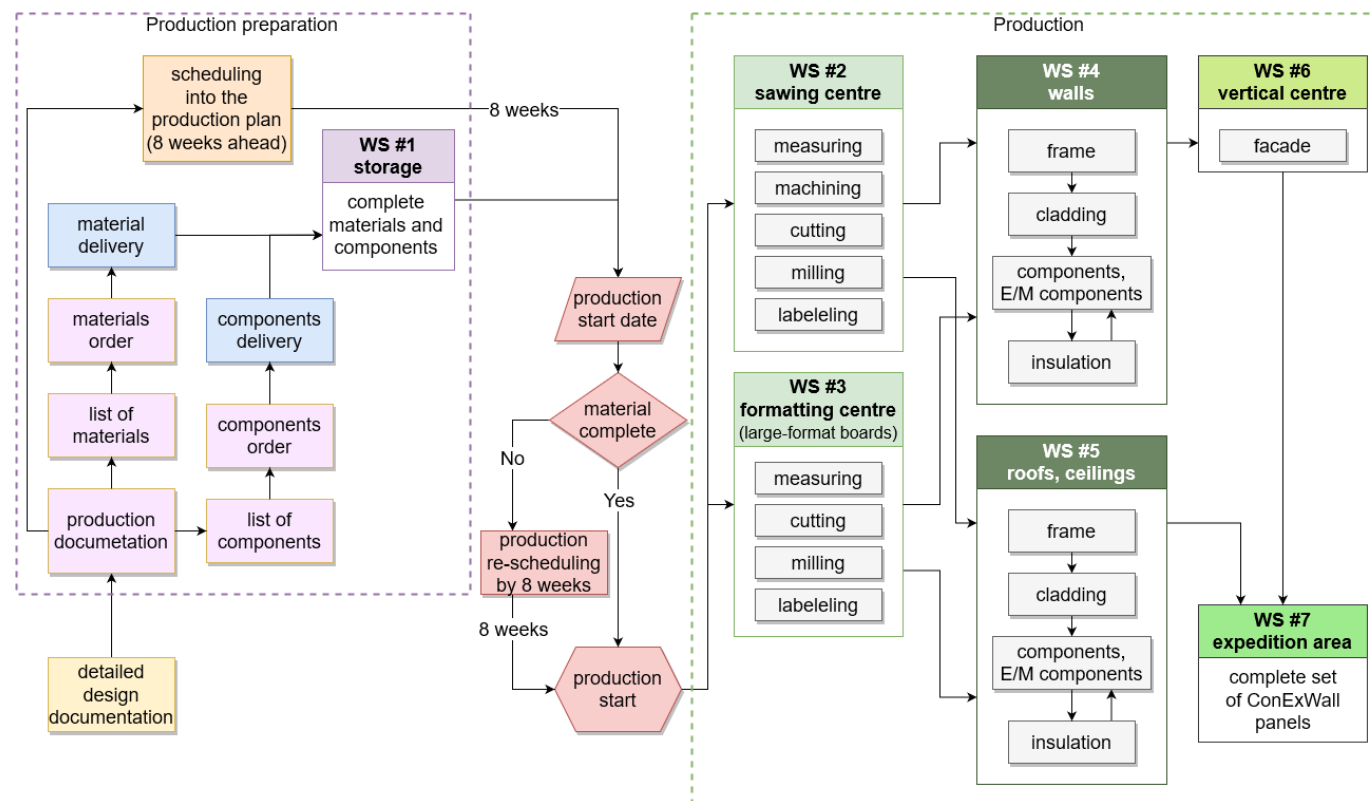 Production preparation
scheduling
into the
production plan
(8 weeks ahead)
8 weeks
WS #1
storage
complete
materials and
components
material
delivery
materials
order
components
delivery
list of
materials
components
order
production
documetation
list of
components
detailed
design
documentation
production
start date
material
complete
No
Yes
production
re-scheduling
by 8 weeks
8 weeks
production
start
Production
WS #2
sawing centre
measuring
machining
cutting
milling
labeleling
WS #3
formatting centre
(large-format boards)
measuring
cutting
milling
labeleling
WS #4
walls
frame
cladding
components,
E/M components
insulation
WS #5
roofs, ceilings
frame
cladding
components,
E/M components
insulation
WS #6
vertical centre
facade
WS #7
expedition area
complete set
of ConExWall
panels